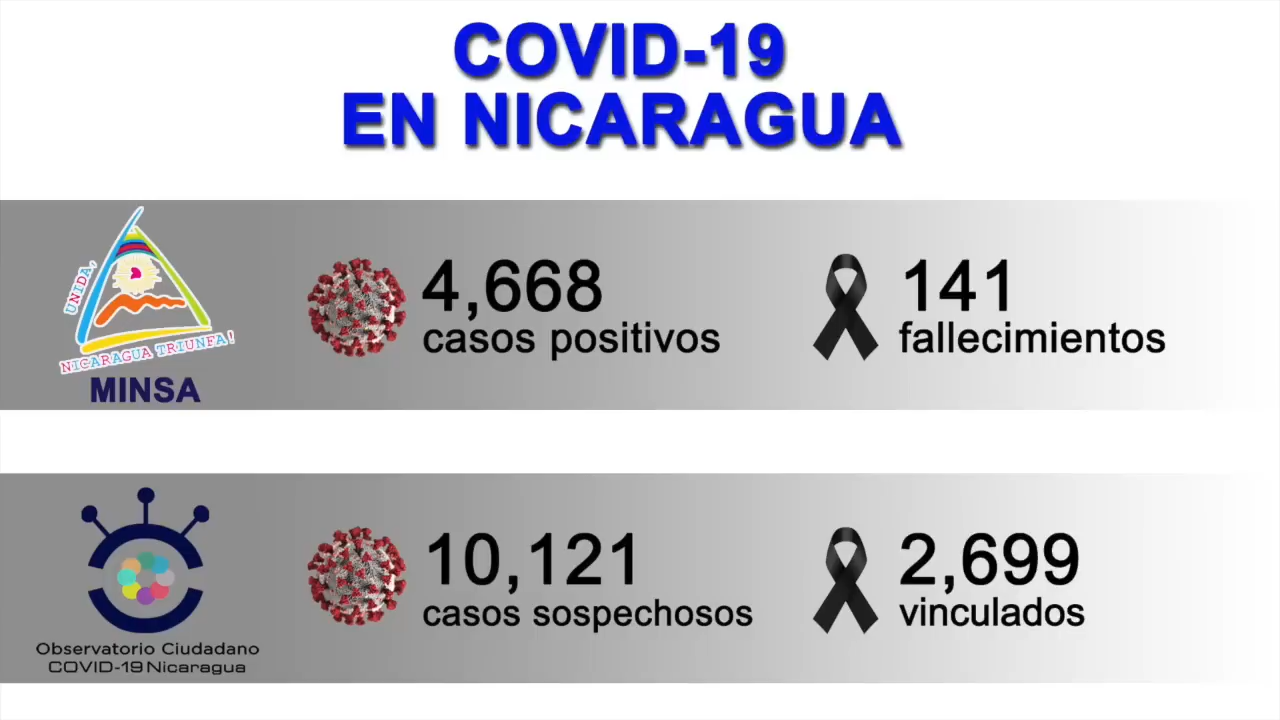 COVID-19
EN NICARAGUA
UNIDA,
NICARAGUA TRIUNFA!
MINSA
4,668
casos positivos
141
fallecimientos
10,121
casos sospechosos
2,699
vinculados
Observatorio Ciudadano
COVID-19 Nicaragua